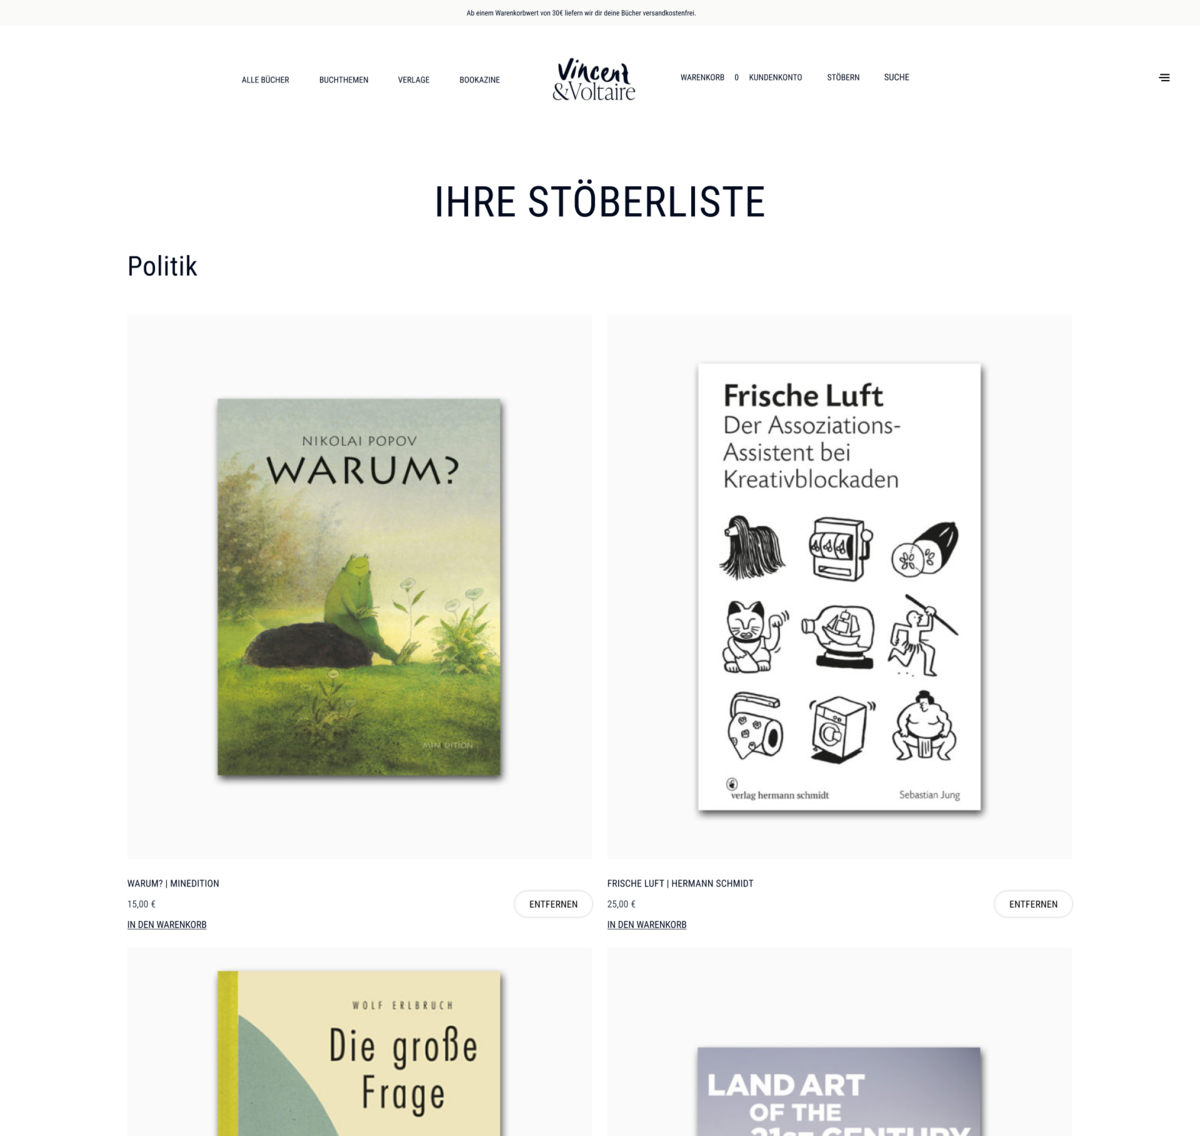 Ab einem Warenkorbwert von 30€ liefern wir dir deine Bücher versandkostenfrei.
ALLE BÜCHER
BUCHTHEMEN
VERLAGE
BOOKAZINE
Vincent
&Voltaire
WARENKORB 0
KUNDENKONTO
STÖBERN
SUCHE
IHRE STÖBERLISTE
Politik
NIKOLAI POPOV
WARUM?
MINEDITION
Frische Luft
Der Assoziations-
Assistent bei
Kreativblockaden
verlag hermann schmidt
Sebastian Jung
WARUM? | MINEDITION
15,00 €
IN DEN WARENKORB
ENTFERNEN
FRISCHE LUFT | HERMANN SCHMIDT
25,00 €
IN DEN WARENKORB
ENTFERNEN
WOLF ERLBRUCH
Die große
Frage
LAND ART
OF THE
21ST CENTURY